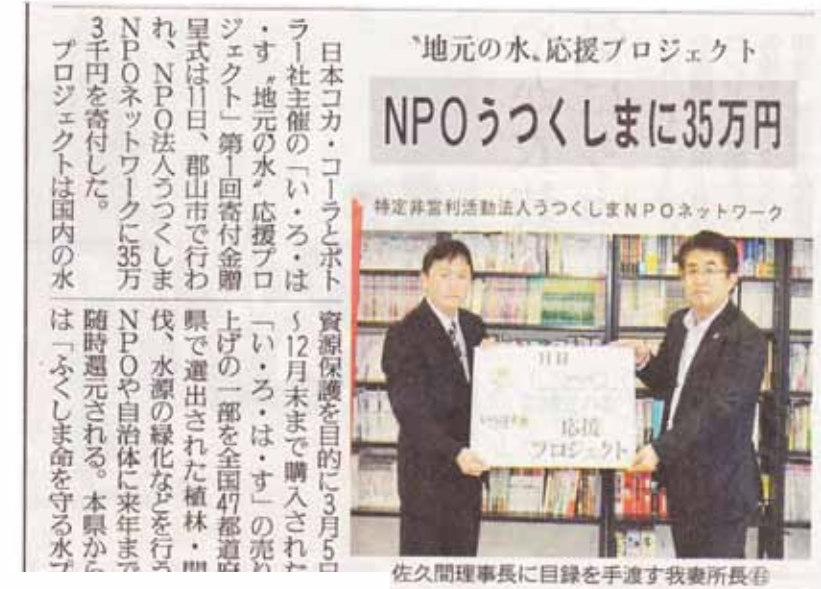 〝地元の水〟応援プロジェクト
NPOうつくしまに35万円
日本コカ・コーラとボト
ラー社主催の「い・ろ・は
・す〝地元の水〟応援プロ
ジェクト」第1回寄付金贈
呈式は11日、郡山市で行わ
れ、NPO法人うつくしま
NPOネットワークに35万
3千円を寄付した。
プロジェクトは国内の水
資源保護を目的に3月5日
〜12月末まで購入された
「い・ろ・は・す」の売り
上げの一部を全国47都道府
県で選出された植林・間
伐、水源の緑化などを行う
NPOや自治体に来年まで
随時還元される。本県から
は「ふくしま命を守る水プ
特定非営利活動法人うつくしまNPOネットワーク
目録
応援
プロジェクト
佐久間理事長に目録を手渡す我妻所長㊨